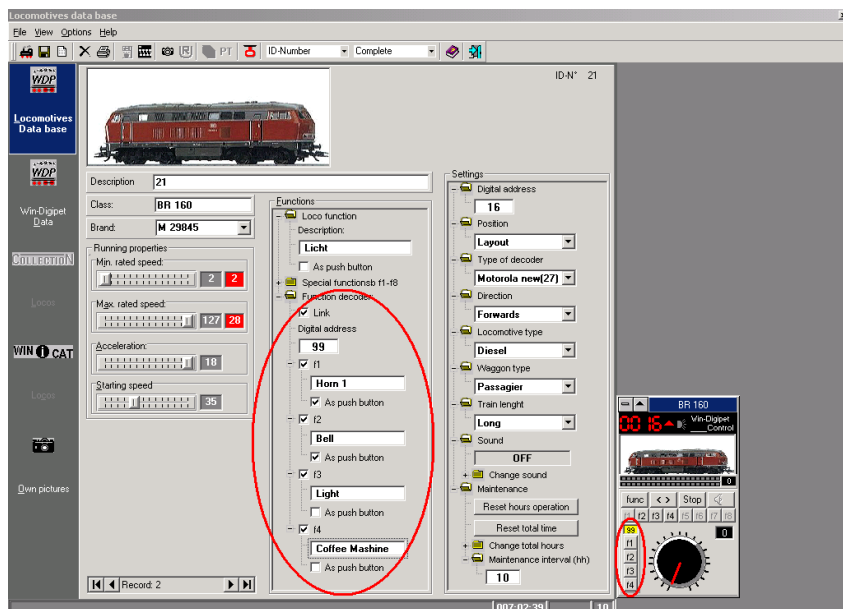 Locomotives data base
File View Options Help
PT
ID-Number
Complete
WDP
Locomotives
Data base
WDP
Win-Digipet
Data
COLLECTION
Locos
WIN CAT
Logos
Own pictures
ID-N° 21
Description
21
Class:
BR 160
Brand:
M 29845
Running properties
Min. rated speed:
2 2
Max. rated speed:
127 28
Acceleration:
18
Starting speed
35
Record: 2
Functions
Loco function
Description:
Licht
As push button
Special functionsb f1-f8
Function decoder
Link
Digital address
99
f1
Horn 1
As push button
f2
Bell
As push button
f3
Light
As push button
f4
Coffee Mashine
As push button
Settings
Digital address
16
Position
Layout
Type of decoder
Motorola new(27)
Direction
Forwards
Locomotive type
Diesel
Waggon type
Passagier
Train lenght
Long
Sound
OFF
Change sound
Maintenance
Reset hours operation
Reset total time
Change total hours
Maintenance interval (hh)
10
007:02:39
10
BR 160
00 16
Win-Digipet
Control
0
func < > Stop
f1 f2 f3 f4 f5 f6 f7 f8
99
0
f1
f2
f3
f4